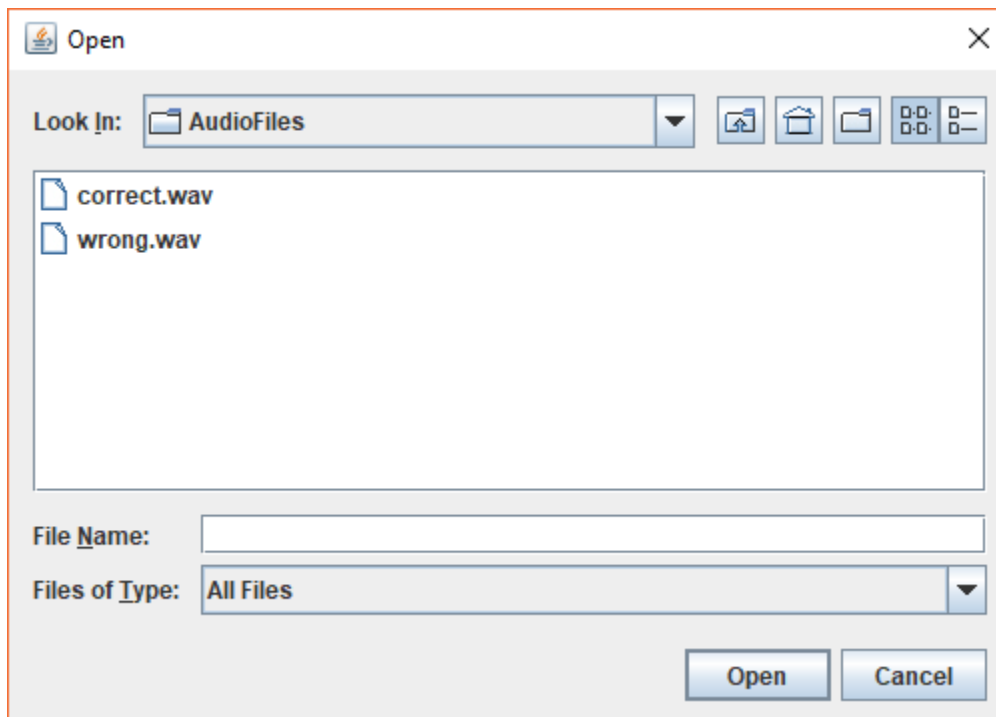 Open
Look In: AudioFiles
correct.wav
wrong.wav
File Name:
Files of Type: All Files
Open Cancel